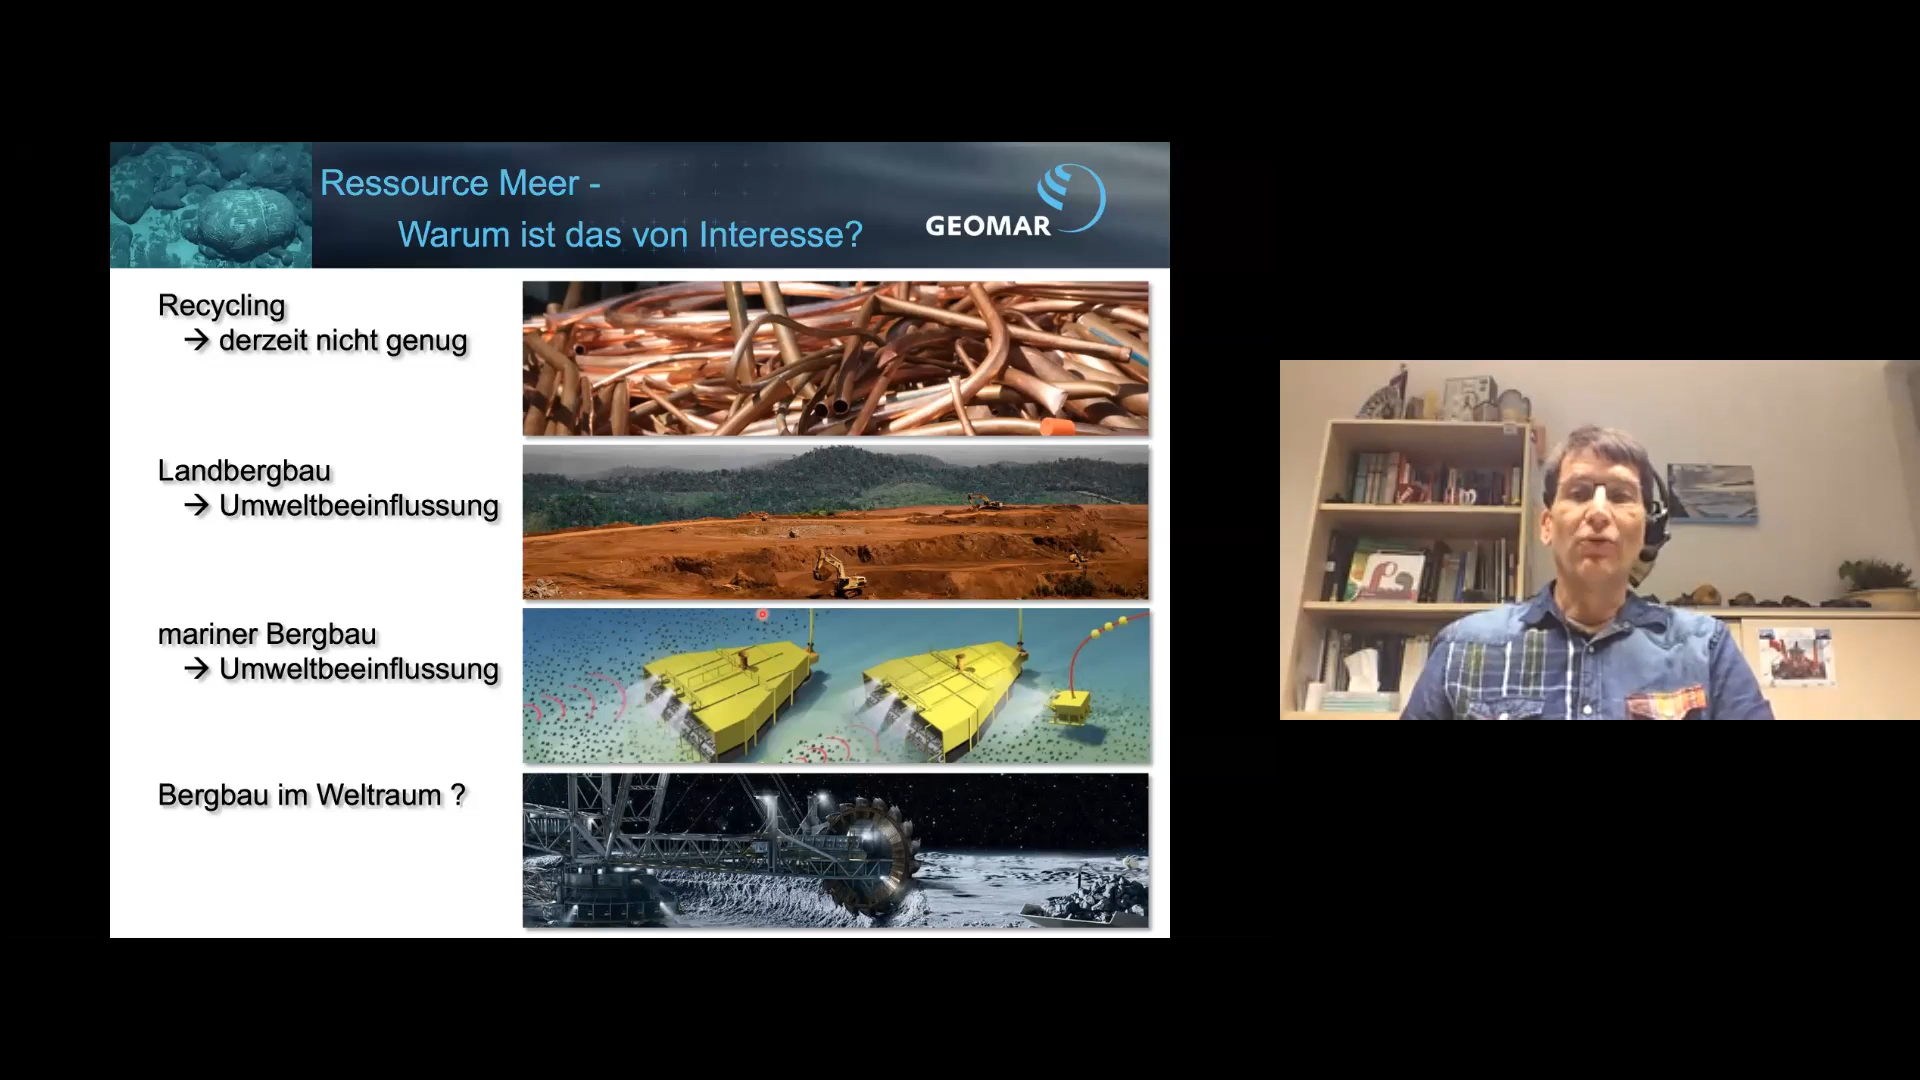 Ressource Meer -
Warum ist das von Interesse?
GEOMAR
Recycling
→ derzeit nicht genug
Landbergbau
→ Umweltbeeinflussung
mariner Bergbau
→ Umweltbeeinflussung
Bergbau im Weltraum ?